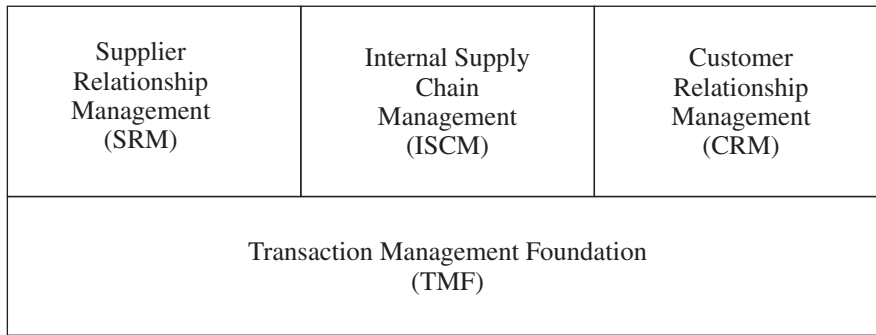 Supplier
Relationship
Management
(SRM)
Internal Supply
Chain
Management
(ISCM)
Customer
Relationship
Management
(CRM)
Transaction Management Foundation
(TMF)